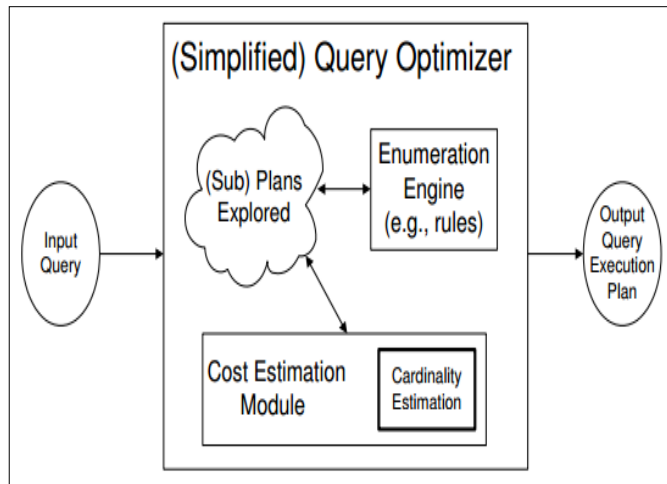 (Simplified) Query Optimizer
(Sub) Plans
Explored
Enumeration
Engine
(e.g., rules)
Input
Query
Output
Query
Execution
Plan
Cost Estimation
Module
Cardinality
Estimation